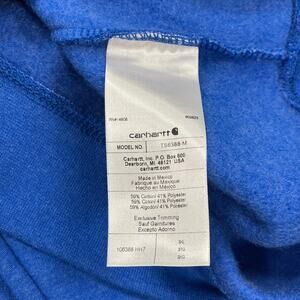 carhartt
MODEL NO. TS6388-M
Carhartt, Inc. P.O. Box 600
Dearborn, MI 48121 USA
carhartt.com
Made in Mexico
Fabriqué au Mexique
Hecho en México
59% Cotton/ 41% Polyester
59% Coton/ 41% Polyester
59% Algodón/ 41% Poliéster
Exclusive Trimming
Sauf Garnitures
Excepto Adorno
106388 HH7